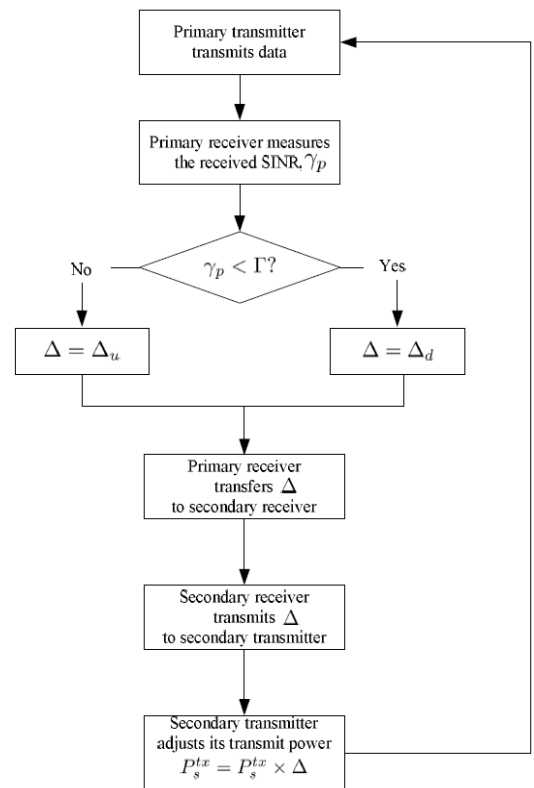 Primary transmitter
transmits data
Primary receiver measures
the received SINR, γ_p
γ_p < Γ?
No
Yes
Δ = Δ_u
Δ = Δ_d
Primary receiver
transfers Δ
to secondary receiver
Secondary receiver
transmits Δ
to secondary transmitter
Secondary transmitter
adjusts its transmit power
P_s^{tx} = P_s^{tx} × Δ